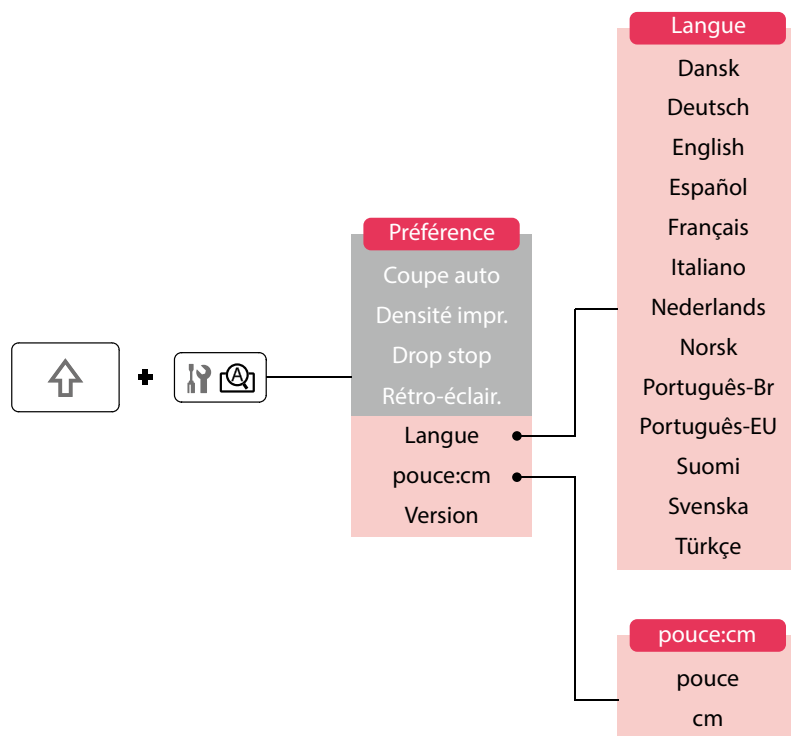 Préférence
Coupe auto
Densité impr.
Drop stop
Rétro-éclair.
Langue
pouce:cm
Version
Langue
Dansk
Deutsch
English
Español
Français
Italiano
Nederlands
Norsk
Português-Br
Português-EU
Suomi
Svenska
Türkçe
pouce:cm
pouce
cm